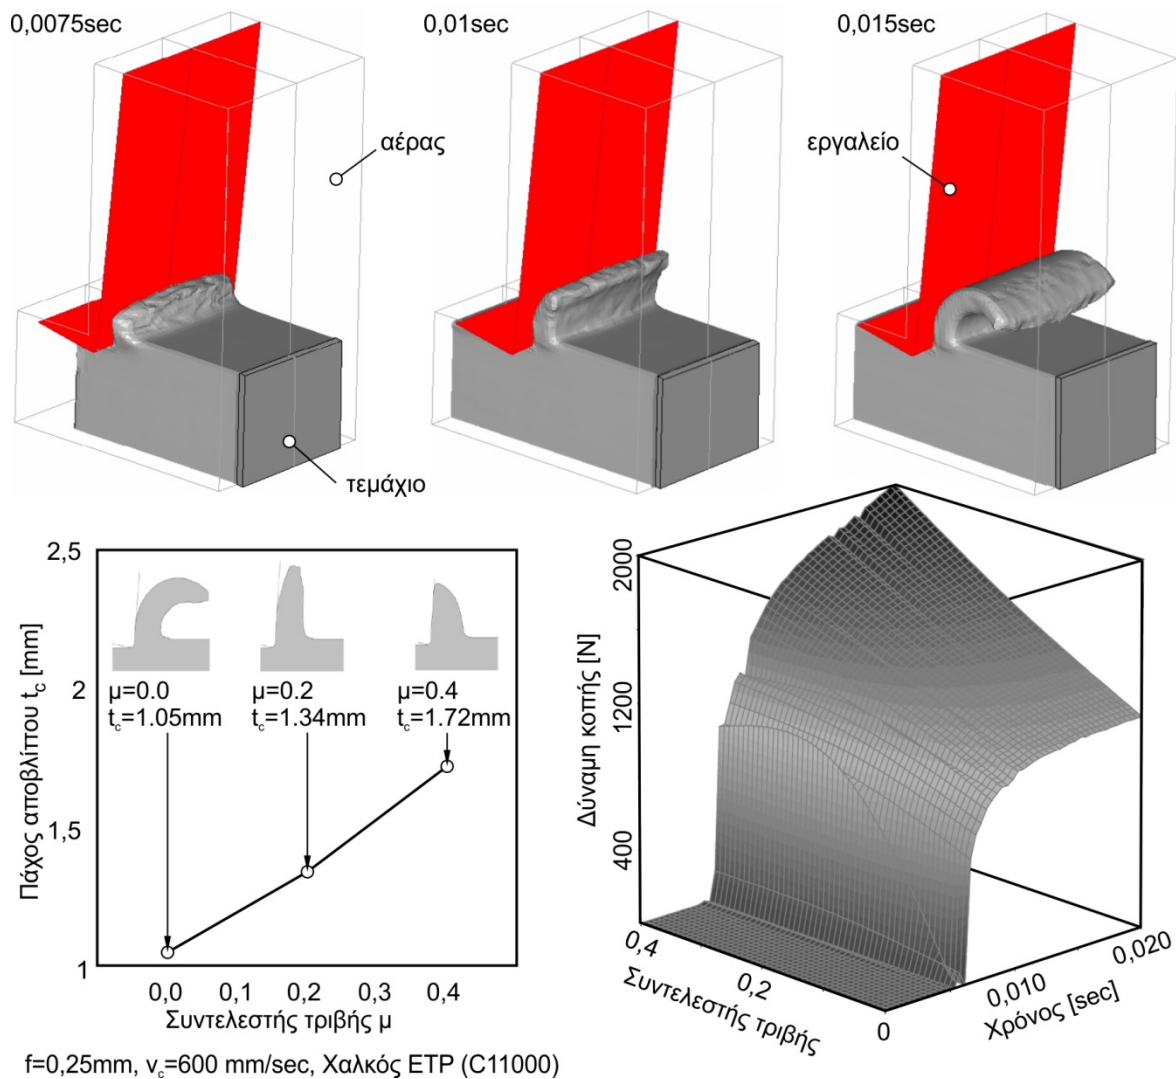 0,0075sec
0,01sec
0,015sec
αέρας
εργαλείο
τεμάχιο
Πάχος αποβλίττου t_c [mm]
2,5
2
1,5
1
μ=0.0
t_c=1.05mm
μ=0.2
t_c=1.34mm
μ=0.4
t_c=1.72mm
0,0 0,1 0,2 0,3 0,4
Συντελεστής τριβής μ
Δύναμη κοπής [N]
2000
1200
400
0,4
0,2
0
Συντελεστής τριβής
0,010
0,020
Χρόνος [sec]
f=0,25mm, v_c=600 mm/sec, Χαλκός ETP (C11000)